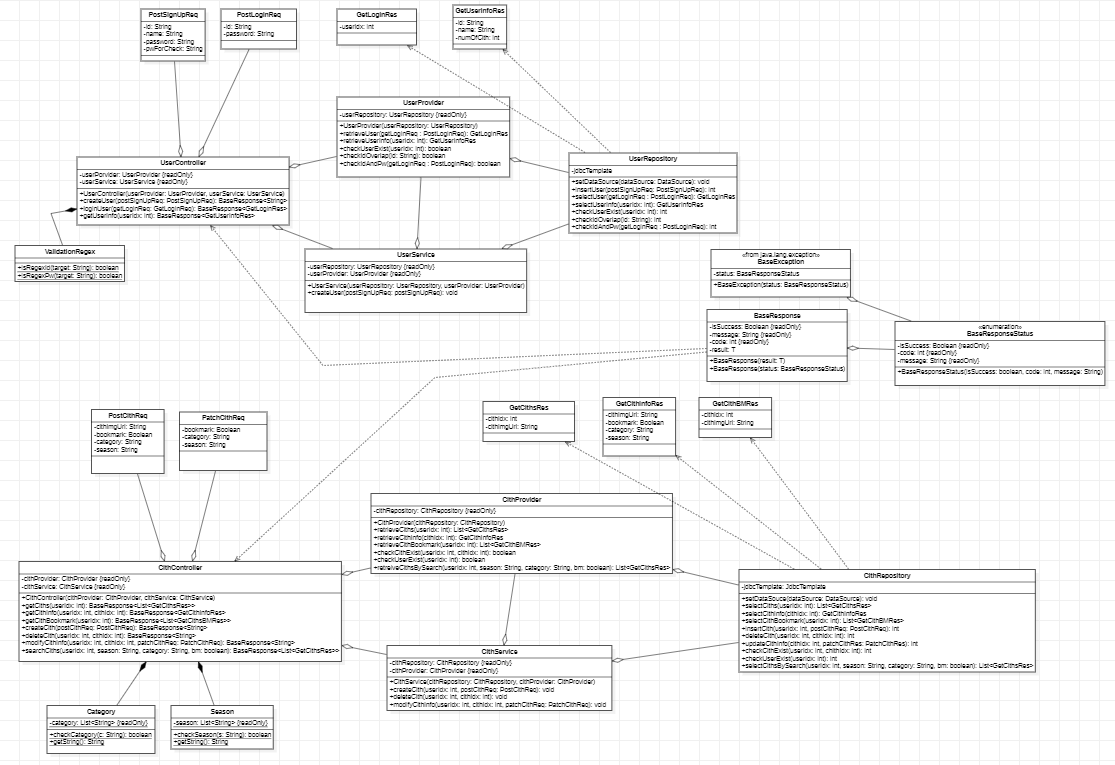 PostSignUpReq
-id: String
-name: String
-password: String
-pwForCheck: String
PostLoginReq
-id: String
-password: String
GetLoginRes
-userIdx: int
GetUserInfoRes
-id: String
-name: String
-numOfClth: int
UserProvider
-userRepository: UserRepository {readOnly}
+UserProvider(userRepository: UserRepository)
+retrieveUser(getLoginReq : PostLoginReq): GetLoginRes
+retrieveUserInfo(userIdx: int): GetUserInfoRes
+checkUserExist(userIdx: int): boolean
+checkIdOverlap(id: String): boolean
+checkIdAndPw(getLoginReq : PostLoginReq): boolean
UserController
-userPorvider: UserProvider {readOnly}
-userService: UserService {readOnly}
+UserController(userProvider: UserProvider, userService: UserService)
+createUser(postSignUpReq: PostSignUpReq): BaseResponse<String>
+loginUser(getLoginReq: GetLoginReq): BaseResponse<GetLoginRes>
+getUserInfo(userIdx: int): BaseResponse<GetUserInfoRes>
UserRepository
-jdbcTemplate
+setDataSource(dataSource: DataSource): void
+insertUser(postSignUpReq: PostSignUpReq): int
+selectUser(getLoginReq : PostLoginReq): GetLoginRes
+selectUserInfo(userIdx: int): GetUserInfoRes
+checkUserExist(userIdx: int): int
+checkIdOverlap(id: String): int
+checkIdAndPw(getLoginReq : PostLoginReq): int
ValidationRegex
+isRegexId(target: String): boolean
+isRegexPw(target: String): boolean
UserService
-userRepository: UserRepository {readOnly}
-userProvider: UserProvider {readOnly}
+UserService(userRepository: UserRepository, userProvider: UserProvider)
+createUser(postSignUpReq: postSignUpReq): void
«from java.lang.exception»
BaseException
-status: BaseResponseStatus
+BaseException(status: BaseResponseStatus)
BaseResponse
-isSuccess: Boolean {readOnly}
-message: String {readOnly}
-code: int {readOnly}
-result: T
+BaseResponse(result: T)
+BaseResponse(status: BaseResponseStatus)
«enumeration»
BaseResponseStatus
-isSuccess: Boolean {readOnly}
-code: int {readOnly}
-message: String {readOnly}
+BaseResponseStatus(isSuccess: boolean, code: int, message: String)
PostClthReq
-clthImgUrl: String
-bookmark: Boolean
-category: String
-season: String
PatchClthReq
-bookmark: Boolean
-category: String
-season: String
GetClthsRes
-clthIdx: int
-clthImgUrl: String
GetClthInfoRes
-clthImgUrl: String
-bookmark: Boolean
-category: String
-season: String
GetClthBMRes
-clthIdx: int
-clthImgUrl: String
ClthProvider
-clthRepository: ClthRepository {readOnly}
+ClthProvider(clthRepository: ClthRepository)
+retrieveClths(userIdx: int): List<GetClthsRes>
+retrieveClthInfo(clthIdx: int): GetClthInfoRes
+retrieveClthBookmark(userIdx: int): List<GetClthBMRes>
+checkClthExist(userIdx: int, clthIdx: int): boolean
+checkUserExist(userIdx: int): boolean
+retreiveClthsBySearch(userIdx: int, season: String, category: String, bm: boolean): List<GetClthsRes>
ClthController
-clthProvider: ClthProvider {readOnly}
-clthService: ClthService {readOnly}
+ClthController(clthProvider: ClthProvider, clthService: ClthService)
+getClths(userIdx: int): BaseResponse<List<GetClthsRes>>
+getClthInfo(userIdx: int, clthIdx: int): BaseResponse<GetClthInfoRes>
+getClthBookmark(userIdx: int): BaseResponse<List<GetClthsBMRes>>
+createClth(postClthReq: PostClthReq): BaseResponse<String>
+deleteClth(userIdx: int, clthIdx: int): BaseResponse<String>
+modifyClthInfo(userIdx: int, clthIdx: int, patchClthReq: PatchClthReq): BaseResponse<String>
+searchClths(userIdx: int, season: String, category: String, bm: boolean): BaseResponse<List<GetClthsRes>>
ClthRepository
-jdbcTemplate: JdbcTemplate
+setDataSouce(dataSource: DataSource): void
+selectClths(userIdx: int): List<GetClthsRes>
+selectClthInfo(clthIdx: int): GetClthInfoRes
+selectClthBookmark(userIdx: int): List<GetClthBMRes>
+insertClth(userIdx: int, postClthReq: PostClthReq): int
+deleteClth(userIdx: int, clthIdx: int): int
+updateClthInfo(userIdx: int, clthIdx: int, patchClthRes: PatchClthRes): int
+checkClthExist(userIdx: int, clthIdx: int): int
+checkUserExist(userIdx: int): int
+selectClthsBySearch(userIdx: int, season: String, category: String, bm: boolean): List<GetClthsRes>
ClthService
-clthRepository: ClthRepository {readOnly}
-clthProvider: ClthProvider {readOnly}
+ClthService(clthRepository: ClthRepository, clthProvider: ClthProvider)
+createClth(userIdx: int, postClthReq: PostClthReq): void
+deleteClth(userIdx: int, clthIdx: int): void
+modifyClthInfo(userIdx: int, clthIdx: int, patchClthReq: PatchClthReq): void
Category
-category: List<String> {readOnly}
+checkCategory(c: String): boolean
+getString(): String
Season
-season: List<String> {readOnly}
+checkSeason(s: String): boolean
+getString(): String